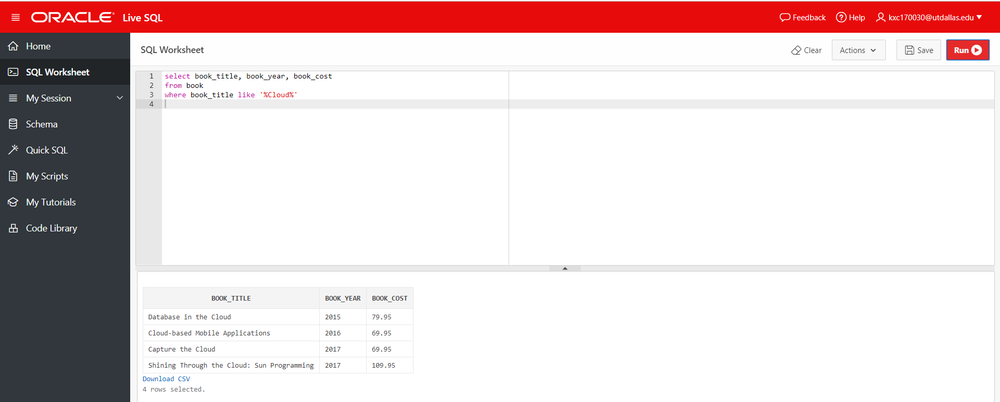 ORACLE Live SQL Feedback Help kxc170030@utdallas.edu
Home
SQL Worksheet
My Session
Schema
Quick SQL
My Scripts
My Tutorials
Code Library
SQL Worksheet Clear Actions Save Run
1 select book_title, book_year, book_cost
2 from book
3 where book_title like '%Cloud%'
4
BOOK_TITLE BOOK_YEAR BOOK_COST
Database in the Cloud 2015 79.95
Cloud-based Mobile Applications 2016 69.95
Capture the Cloud 2017 69.95
Shining Through the Cloud: Sun Programming 2017 109.95
Download CSV
4 rows selected.